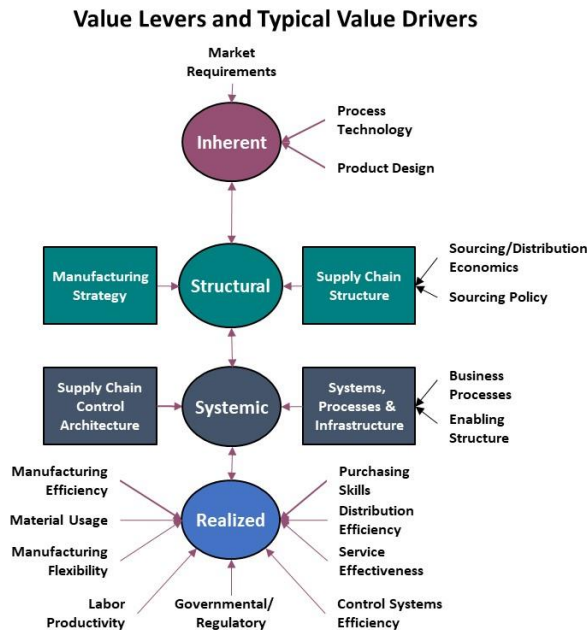 Value Levers and Typical Value Drivers
Market
Requirements
Process
Technology
Inherent
Product Design
Manufacturing
Strategy
Structural
Supply Chain
Structure
Sourcing/Distribution
Economics
Sourcing Policy
Supply Chain
Control
Architecture
Systemic
Systems,
Processes &
Infrastructure
Business
Processes
Enabling
Structure
Manufacturing
Efficiency
Material Usage
Manufacturing
Flexibility
Realized
Purchasing
Skills
Distribution
Efficiency
Service
Effectiveness
Labor
Productivity
Governmental/
Regulatory
Control Systems
Efficiency